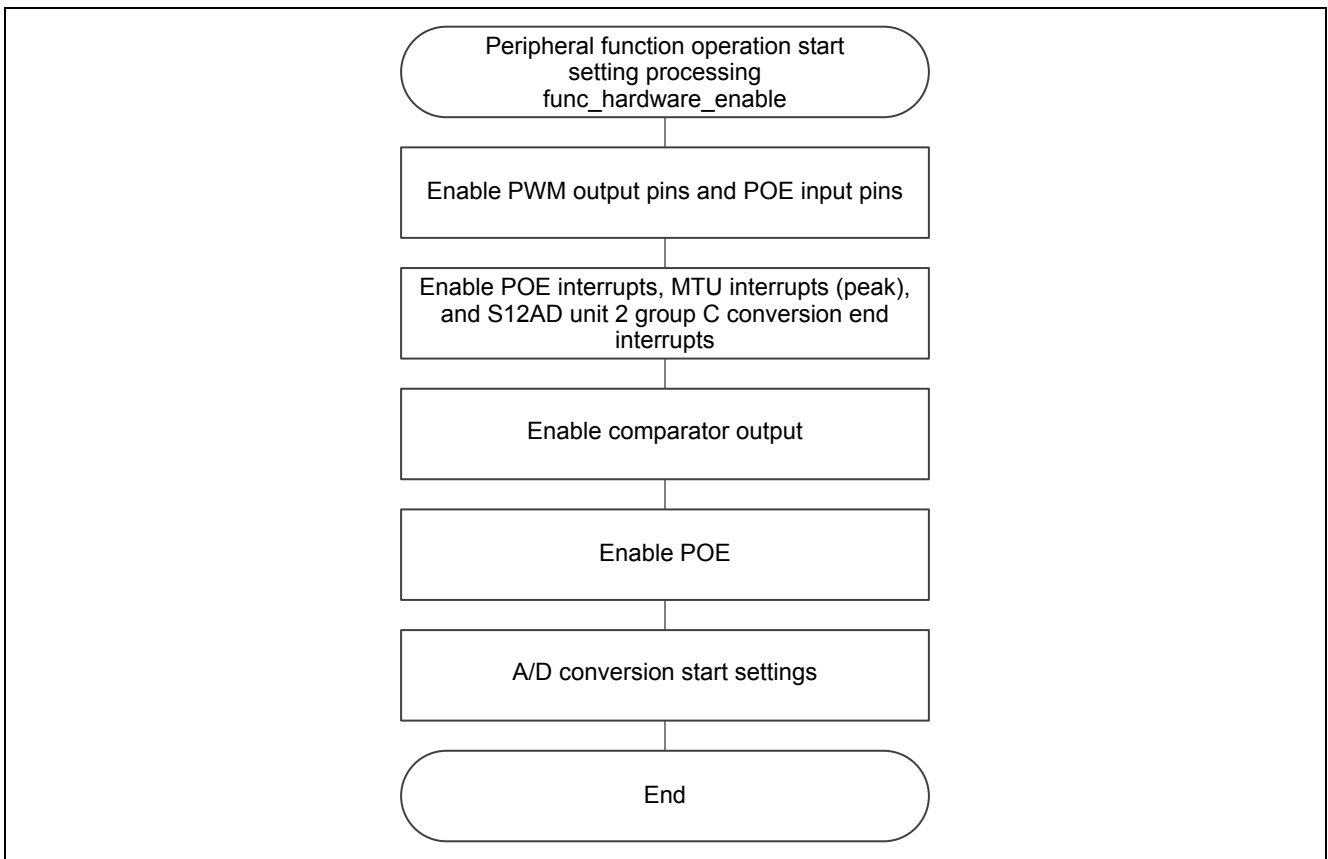 Peripheral function operation start
setting processing
func_hardware_enable
Enable PWM output pins and POE input pins
Enable POE interrupts, MTU interrupts (peak),
and S12AD unit 2 group C conversion end
interrupts
Enable comparator output
Enable POE
A/D conversion start settings
End